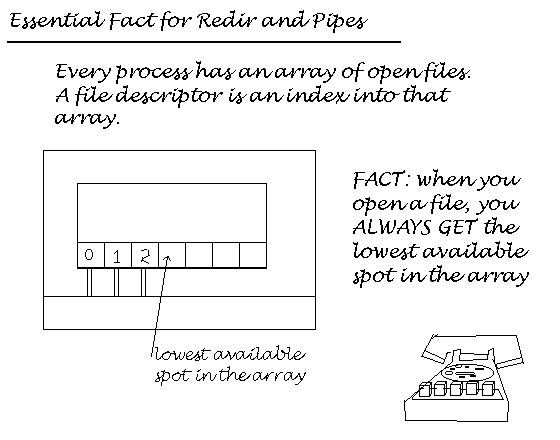 Essential Fact for Redir and Pipes
Every process has an array of open files.
A file descriptor is an index into that
array.
FACT: when you
open a file, you
ALWAYS GET the
lowest available
spot in the array
0 1 2
lowest available
spot in the array